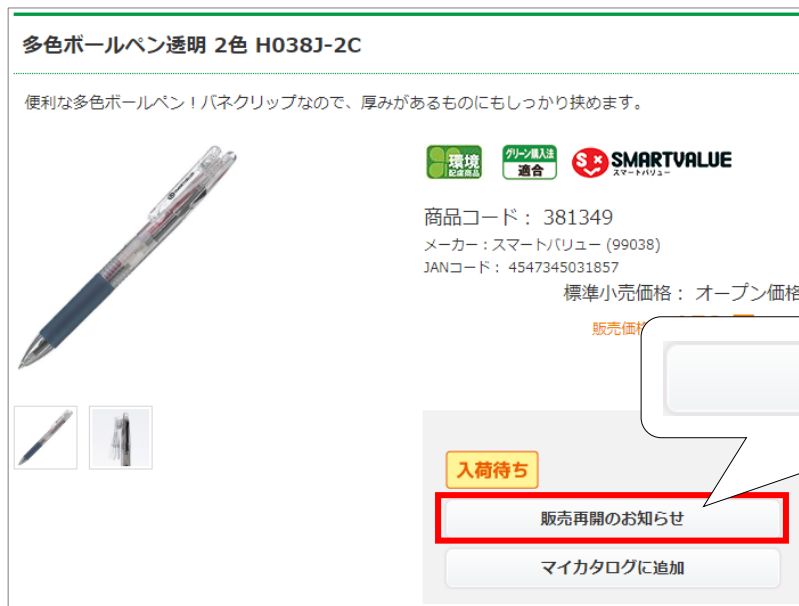 多色ボールペン透明 2色 H038J-2C
便利な多色ボールペン！バネクリップなので、厚みがあるものにもしっかり挟めます。
環境
配慮商品
グリーン購入法
適合
SMARTVALUE
スマートバリュー
商品コード： 381349
メーカー：スマートバリュー (99038)
JANコード： 4547345031857
標準小売価格： オープン価格
販売価
入荷待ち
販売再開のお知らせ
マイカタログに追加